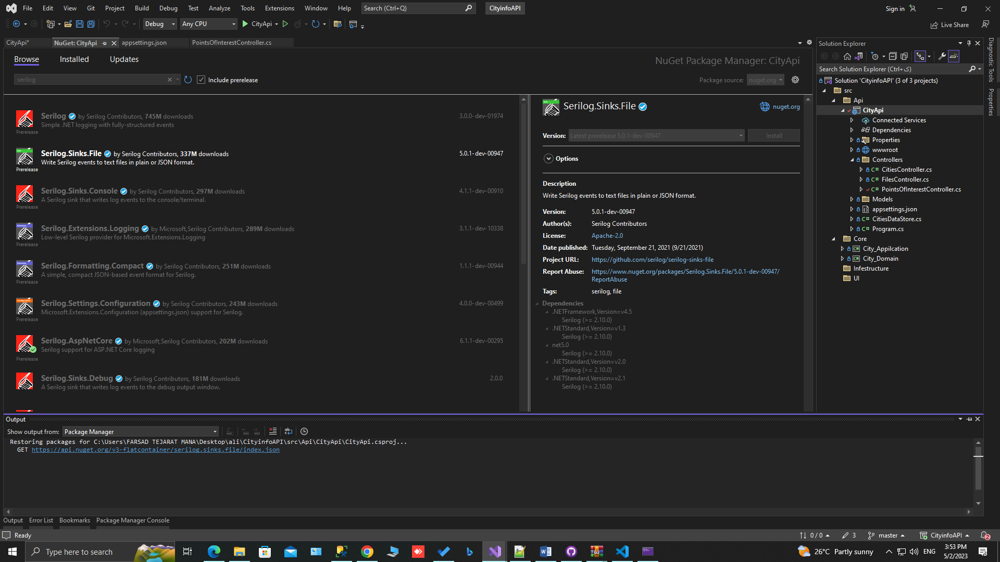 File Edit View Git Project Build Debug Test Analyze Tools Extensions Window Help Search (Ctrl+Q) CityinfoAPI Sign in
Debug Any CPU CityApi Live Share
CityApi* NuGet: CityApi appsettings.json PointsOfInterestController.cs
Browse Installed Updates
NuGet Package Manager: CityApi
serilog Include prerelease Package source: nuget.org
Serilog by Serilog Contributors, 745M downloads 3.0.0-dev-01974
Simple .NET logging with fully-structured events
Prerelease
Serilog.Sinks.File by Serilog Contributors, 337M downloads 5.0.1-dev-00947
Write Serilog events to text files in plain or JSON format.
Prerelease
Serilog.Sinks.Console by Serilog Contributors, 297M downloads 4.1.1-dev-00910
A Serilog sink that writes log events to the console/terminal.
Prerelease
Serilog.Extensions.Logging by Microsoft,Serilog Contributors, 289M downloads 3.1.1-dev-10338
Low-level Serilog provider for Microsoft.Extensions.Logging
Prerelease
Serilog.Formatting.Compact by Serilog Contributors, 251M downloads 1.1.1-dev-00944
A simple, compact JSON-based event format for Serilog.
Prerelease
Serilog.Settings.Configuration by Serilog Contributors, 243M downloads 4.0.0-dev-00499
Microsoft.Extensions.Configuration (appsettings.json) support for Serilog.
Prerelease
Serilog.AspNetCore by Microsoft,Serilog Contributors, 202M downloads 6.1.1-dev-00295
Serilog support for ASP.NET Core logging
Prerelease
Serilog.Sinks.Debug by Serilog Contributors, 181M downloads 2.0.0
A Serilog sink that writes log events to the debug output window.
Serilog.Sinks.File nuget.org
Version: Latest prerelease 5.0.1-dev-00947 Install
Options
Description
Write Serilog events to text files in plain or JSON format.
Version: 5.0.1-dev-00947
Author(s): Serilog Contributors
License: Apache-2.0
Date published: Tuesday, September 21, 2021 (9/21/2021)
Project URL: https://github.com/serilog/serilog-sinks-file
Report Abuse: https://www.nuget.org/packages/Serilog.Sinks.File/5.0.1-dev-00947/
ReportAbuse
Tags: serilog, file
Dependencies
.NETFramework,Version=v4.5
Serilog (>= 2.10.0)
.NETStandard,Version=v1.3
Serilog (>= 2.10.0)
net5.0
Serilog (>= 2.10.0)
.NETStandard,Version=v2.0
Serilog (>= 2.10.0)
.NETStandard,Version=v2.1
Serilog (>= 2.10.0)
Solution Explorer
Search Solution Explorer (Ctrl+ک)
Solution 'CityinfoAPI' (3 of 3 projects)
src
Api
CityApi
Connected Services
Dependencies
Properties
wwwroot
Controllers
C# CitiesController.cs
C# FilesController.cs
C# PointsOfInterestController.cs
Models
appsettings.json
C# CitiesDataStore.cs
C# Program.cs
Core
City_Appilcation
City_Domain
Infestructure
UI
Diagnostic Tools
Properties
Output
Show output from: Package Manager
Restoring packages for C:\Users\FARSAD TEJARAT MANA\Desktop\ali\CityinfoAPI\src\Api\CityApi\CityApi.csproj...
GET https://api.nuget.org/v3-flatcontainer/serilog.sinks.file/index.json
Output Error List Bookmarks Package Manager Console
Ready 0 / 0 3 master CityinfoAPI 2
Type here to search 26°C Partly sunny ENG 3:53 PM
5/2/2023